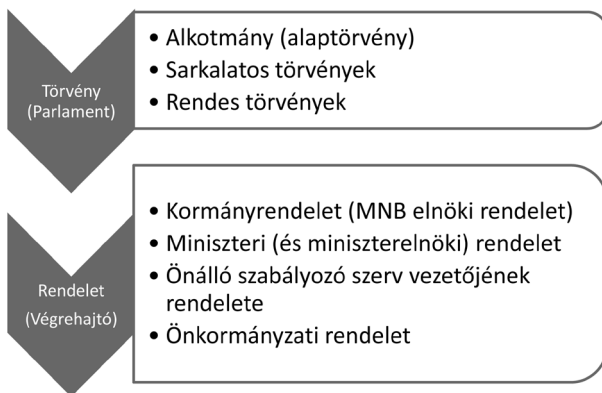 Törvény
(Parlament)
• Alkotmány (alaptörvény)
• Sarkalatos törvények
• Rendes törvények
Rendelet
(Végrehajtó)
• Kormányrendelet (MNB elnöki rendelet)
• Miniszteri (és miniszterelnöki) rendelet
• Önálló szabályozó szerv vezetőjének
rendelete
• Önkormányzati rendelet